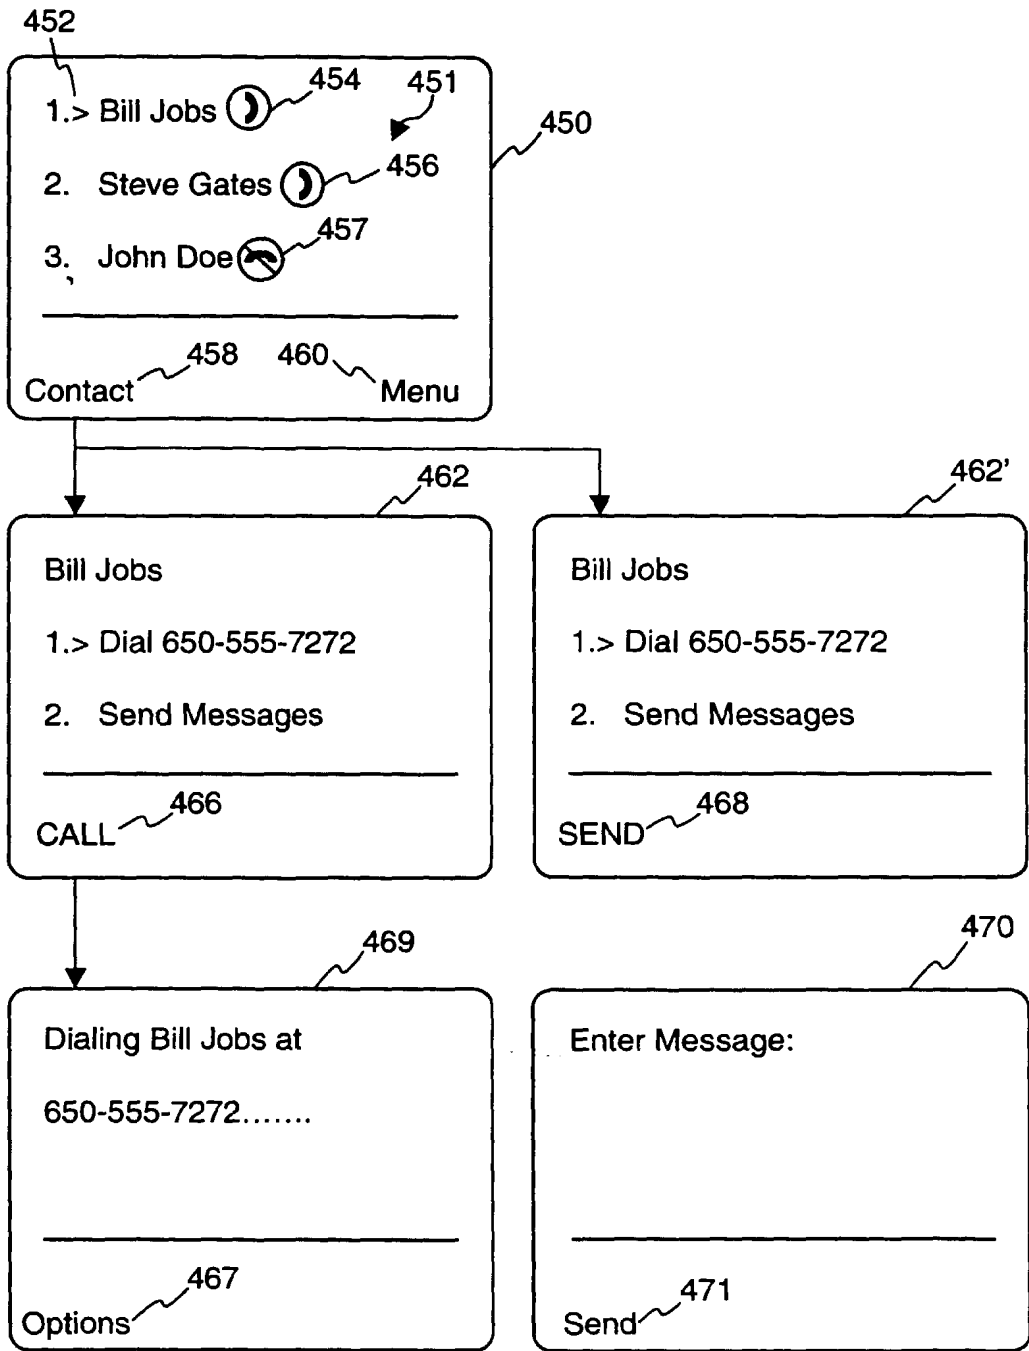 452
1.> Bill Jobs 454 451
450
2. Steve Gates 456
3. John Doe 457
458 460
Contact Menu
462
Bill Jobs
1.> Dial 650-555-7272
2. Send Messages
466
CALL
462'
Bill Jobs
1.> Dial 650-555-7272
2. Send Messages
468
SEND
469
Dialing Bill Jobs at
650-555-7272.......
467
Options
470
Enter Message:
471
Send